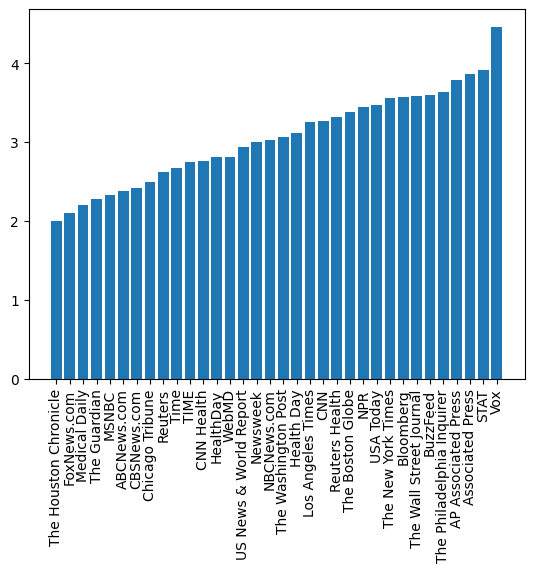 4
3
2
1
0
The Houston Chronicle
FoxNews.com
Medical Daily
The Guardian
MSNBC
ABCNews.com
CBSNews.com
Chicago Tribune
Reuters
Time
TIME
CNN Health
HealthDay
WebMD
US News & World Report
Newsweek
NBCNews.com
The Washington Post
Health Day
Los Angeles Times
CNN
Reuters Health
The Boston Globe
NPR
USA Today
The New York Times
Bloomberg
The Wall Street Journal
BuzzFeed
The Philadelphia Inquirer
AP Associated Press
Associated Press
STAT
Vox